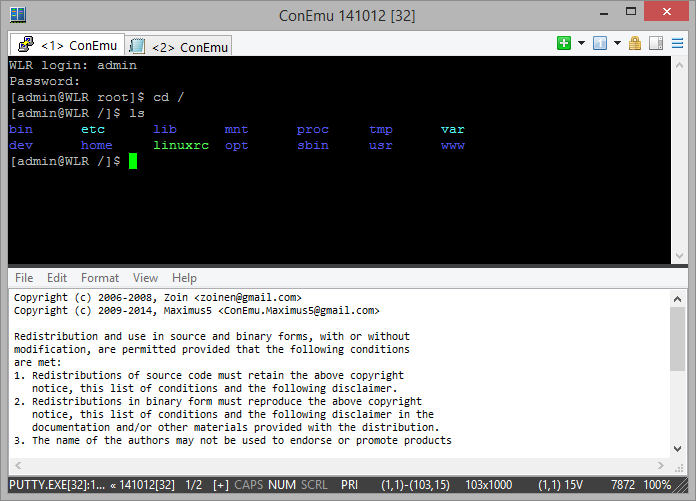 ConEmu 141012 [32]
<1> ConEmu
<2> ConEmu
WLR login: admin
Password:
[admin@WLR root]$ cd /
[admin@WLR /]$ ls
bin etc lib mnt proc tmp var
dev home linuxrc opt sbin usr www
[admin@WLR /]$
File Edit Format View Help
Copyright (c) 2006-2008, Zoin <zoinen@gmail.com>
Copyright (c) 2009-2014, Maximus5 <ConEmu.Maximus5@gmail.com>
Redistribution and use in source and binary forms, with or without
modification, are permitted provided that the following conditions
are met:
1. Redistributions of source code must retain the above copyright
notice, this list of conditions and the following disclaimer.
2. Redistributions in binary form must reproduce the above copyright
notice, this list of conditions and the following disclaimer in the
documentation and/or other materials provided with the distribution.
3. The name of the authors may not be used to endorse or promote products
PUTTY.EXE[32]:1... « 141012[32] 1/2 [+] CAPS NUM SCRL PRI (1,1)-(103,15) 103x1000 (1,1) 15V 7872 100%